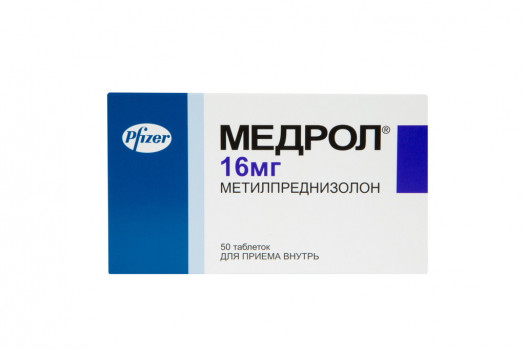 Pfizer
МЕДРОЛ®
16мг
МЕТИЛПРЕДНИЗОЛОН
50 таблеток
ДЛЯ ПРИЕМА ВНУТРЬ